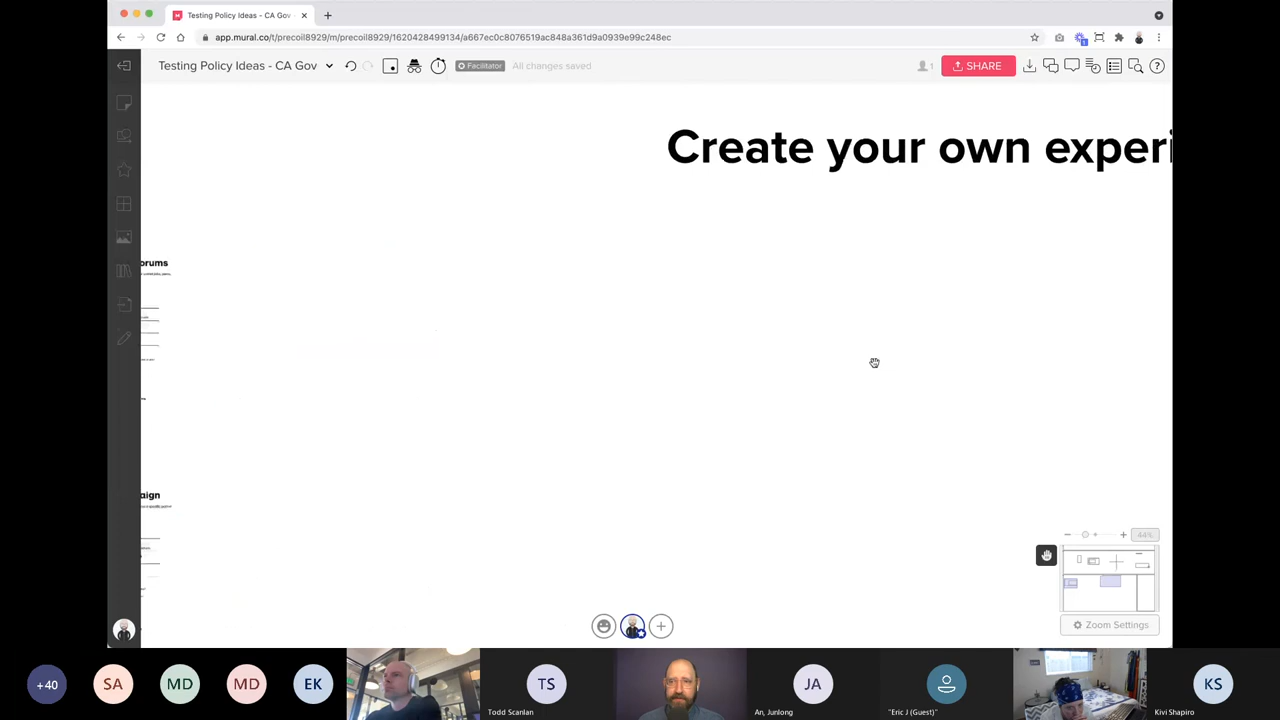 Testing Policy Ideas - CA Gov
app.mural.co/t/precoil8929/m/precoil8929/1620428499134/a667ec0c8076519ac848a361d9a0939e99c248ec
Testing Policy Ideas - CA Gov
Facilitator
All changes saved
1
SHARE
Create your own experi
orums
aign
44%
Zoom Settings
+40
SA
MD
MD
EK
TS
JA
KS
Todd Scanlan
An, Junlong
"Eric J (Guest)"
Kivi Shapiro